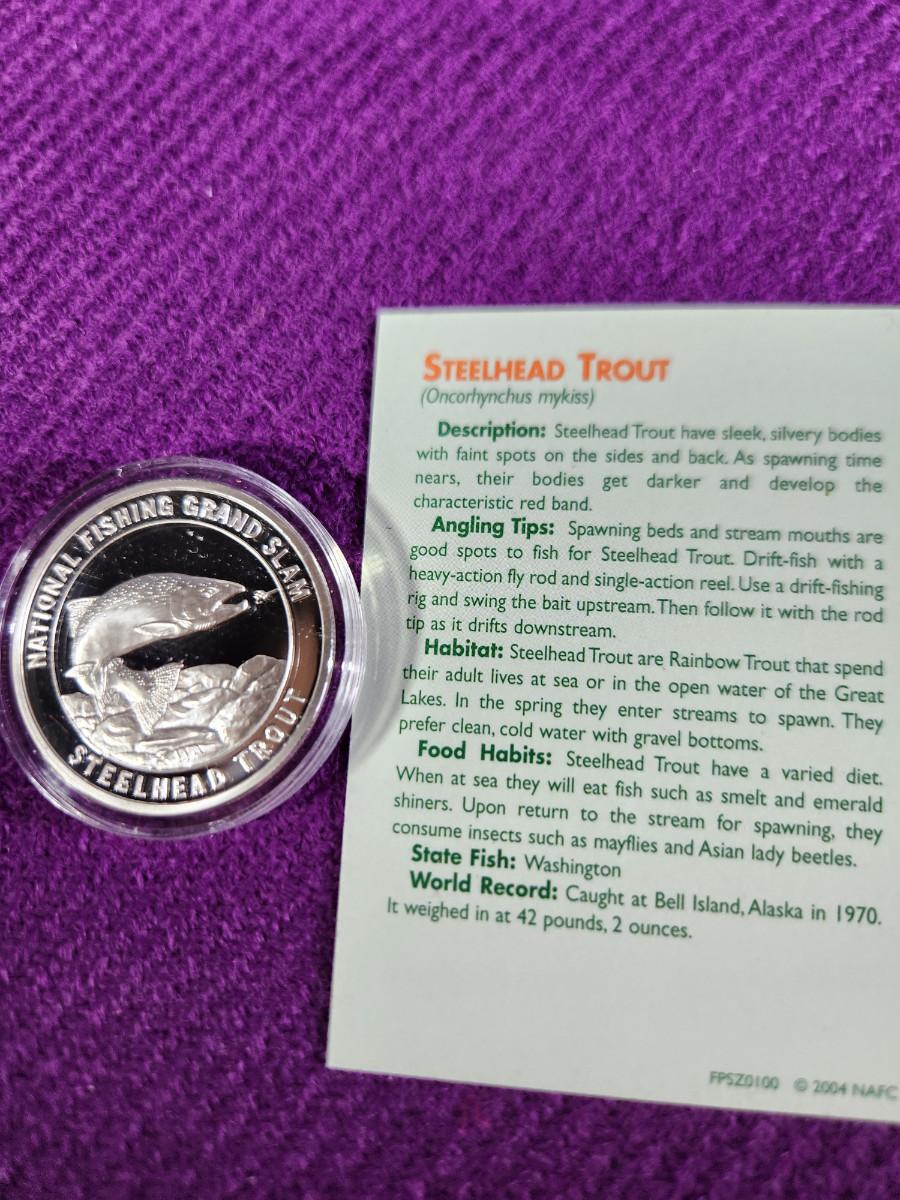 NATIONAL FISHING GRAND SLAM
STEELHEAD TROUT
STEELHEAD TROUT
(Oncorhynchus mykiss)
Description: Steelhead Trout have sleek, silvery bodies
with faint spots on the sides and back. As spawning time
nears, their bodies get darker and develop the
characteristic red band.
Angling Tips: Spawning beds and stream mouths are
good spots to fish for Steelhead Trout. Drift-fish with a
heavy-action fly rod and single-action reel. Use a drift-fishing
rig and swing the bait upstream. Then follow it with the rod
tip as it drifts downstream.
Habitat: Steelhead Trout are Rainbow Trout that spend
their adult lives at sea or in the open water of the Great
Lakes. In the spring they enter streams to spawn. They
prefer clean, cold water with gravel bottoms.
Food Habits: Steelhead Trout have a varied diet.
When at sea they will eat fish such as smelt and emerald
shiners. Upon return to the stream for spawning, they
consume insects such as mayflies and Asian lady beetles.
State Fish: Washington
World Record: Caught at Bell Island, Alaska in 1970.
It weighed in at 42 pounds, 2 ounces.
FPSZ0100 © 2004 NAFC